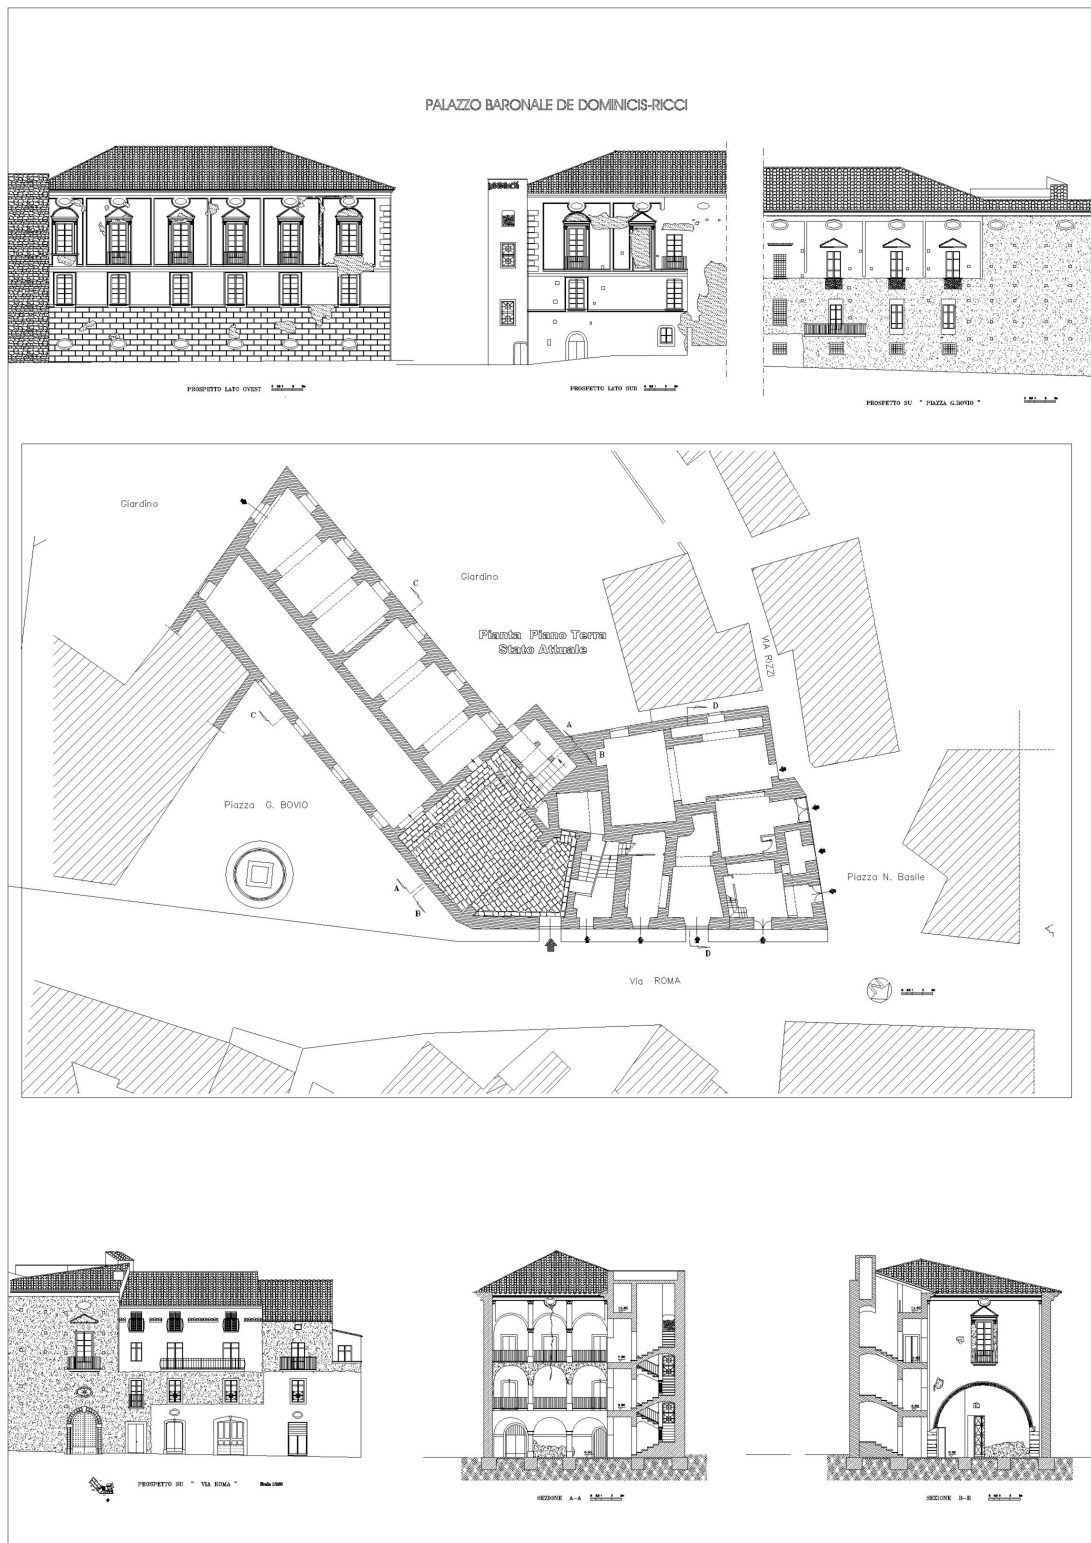 PALAZZO BARONALE DE DOMINICIS-RICCI
PROSPETTO LATO OVEST
PROSPETTO LATO SUD
PROSPETTO SU " PIAZZA G.BOVIO "
Giardino
Giardino
C
Pianta Piano Terra
Stato Attuale
VIA RIZZI
D
A
B
C
Piazza G. BOVIO
A
B
Piazza N. Basile
D
Via ROMA
PROSPETTO SU " VIA ROMA "
SEZIONE A-A
SEZIONE B-B